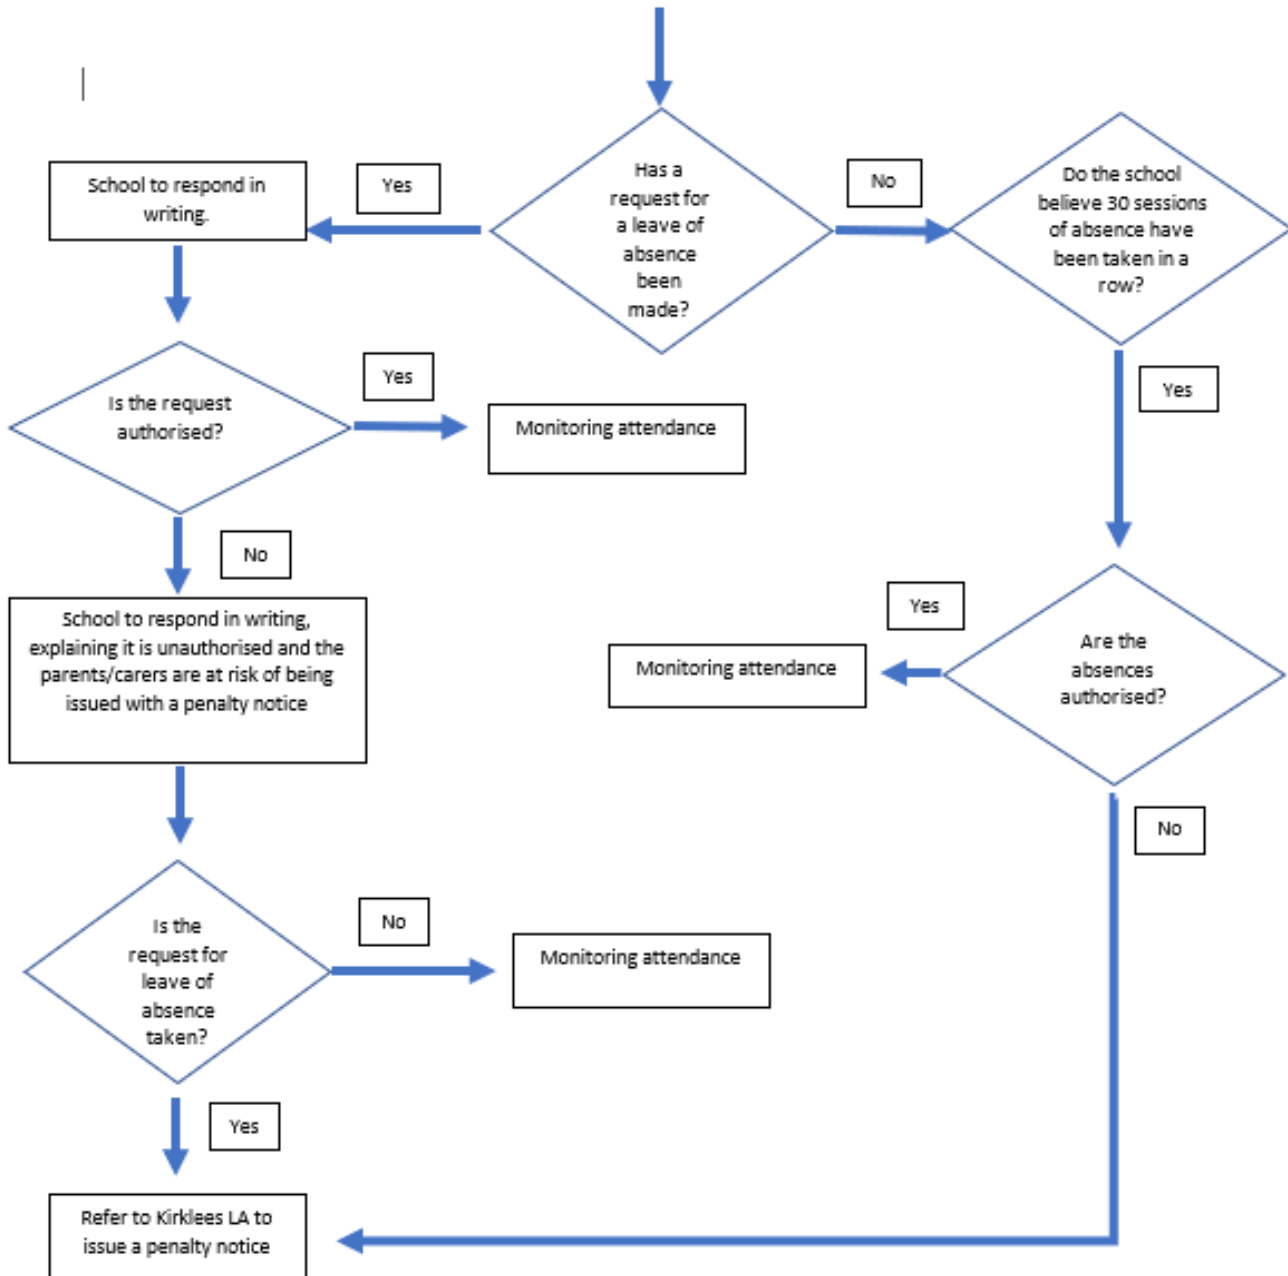 Has a
request for
a leave of
absence
been
made?
Yes
School to respond in
writing.
No
Do the school
believe 30 sessions
of absence have
been taken in a
row?
Is the request
authorised?
Yes
Monitoring attendance
Yes
No
School to respond in writing,
explaining it is unauthorised and the
parents/carers are at risk of being
issued with a penalty notice
Are the
absences
authorised?
Yes
Monitoring attendance
No
Is the
request for
leave of
absence
taken?
No
Monitoring attendance
Yes
Refer to Kirklees LA to
issue a penalty notice